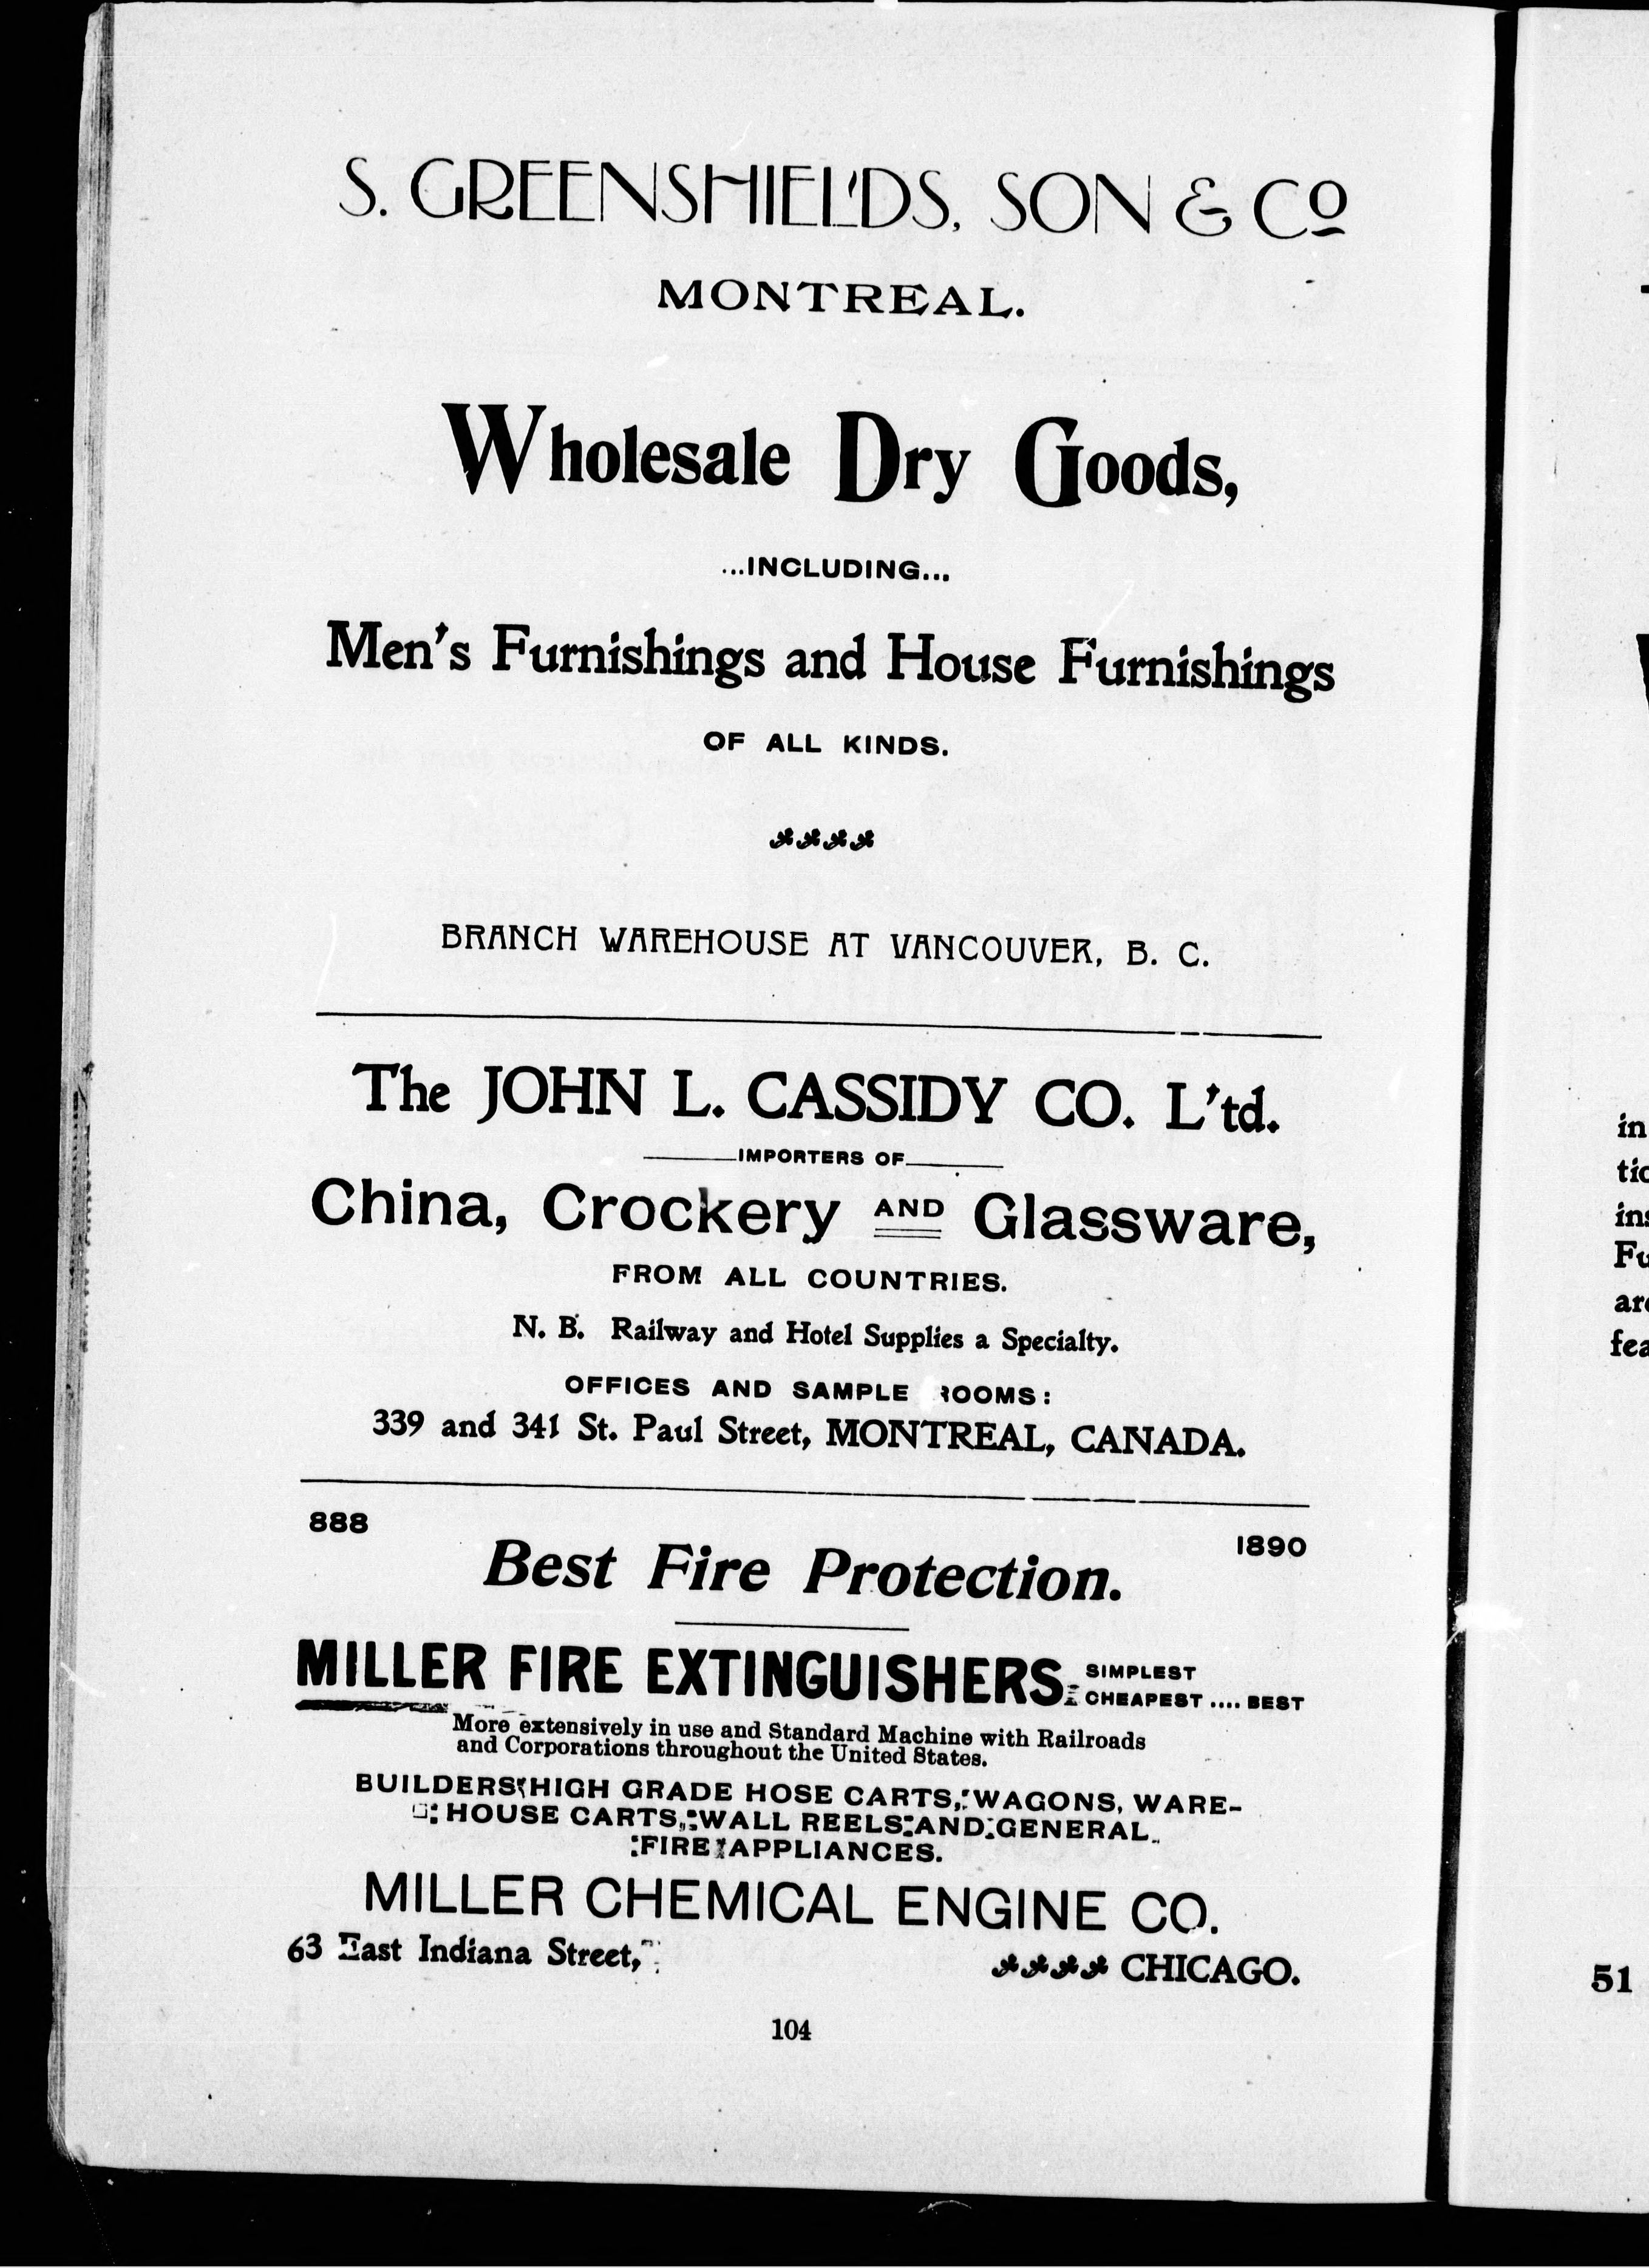 S. GREENSHIELDS, SON & Co
MONTREAL.
Wholesale Dry Goods,
...INCLUDING...
Men's Furnishings and House Furnishings
OF ALL KINDS.
BRANCH WAREHOUSE AT VANCOUVER, B. C.
The JOHN L. CASSIDY CO. L'td.
IMPORTERS OF
China, Crockery AND Glassware,
FROM ALL COUNTRIES.
N. B. Railway and Hotel Supplies a Specialty.
OFFICES AND SAMPLE ROOMS:
339 and 341 St. Paul Street, MONTREAL, CANADA.
888
1890
Best Fire Protection.
MILLER FIRE EXTINGUISHERS. SIMPLEST
CHEAPEST .... BEST
More extensively in use and Standard Machine with Railroads
and Corporations throughout the United States.
BUILDERS HIGH GRADE HOSE CARTS, WAGONS, WARE-
HOUSE CARTS, WALL REELS AND GENERAL
FIRE APPLIANCES.
MILLER CHEMICAL ENGINE CO.
63 East Indiana Street,
CHICAGO.
104
in
51